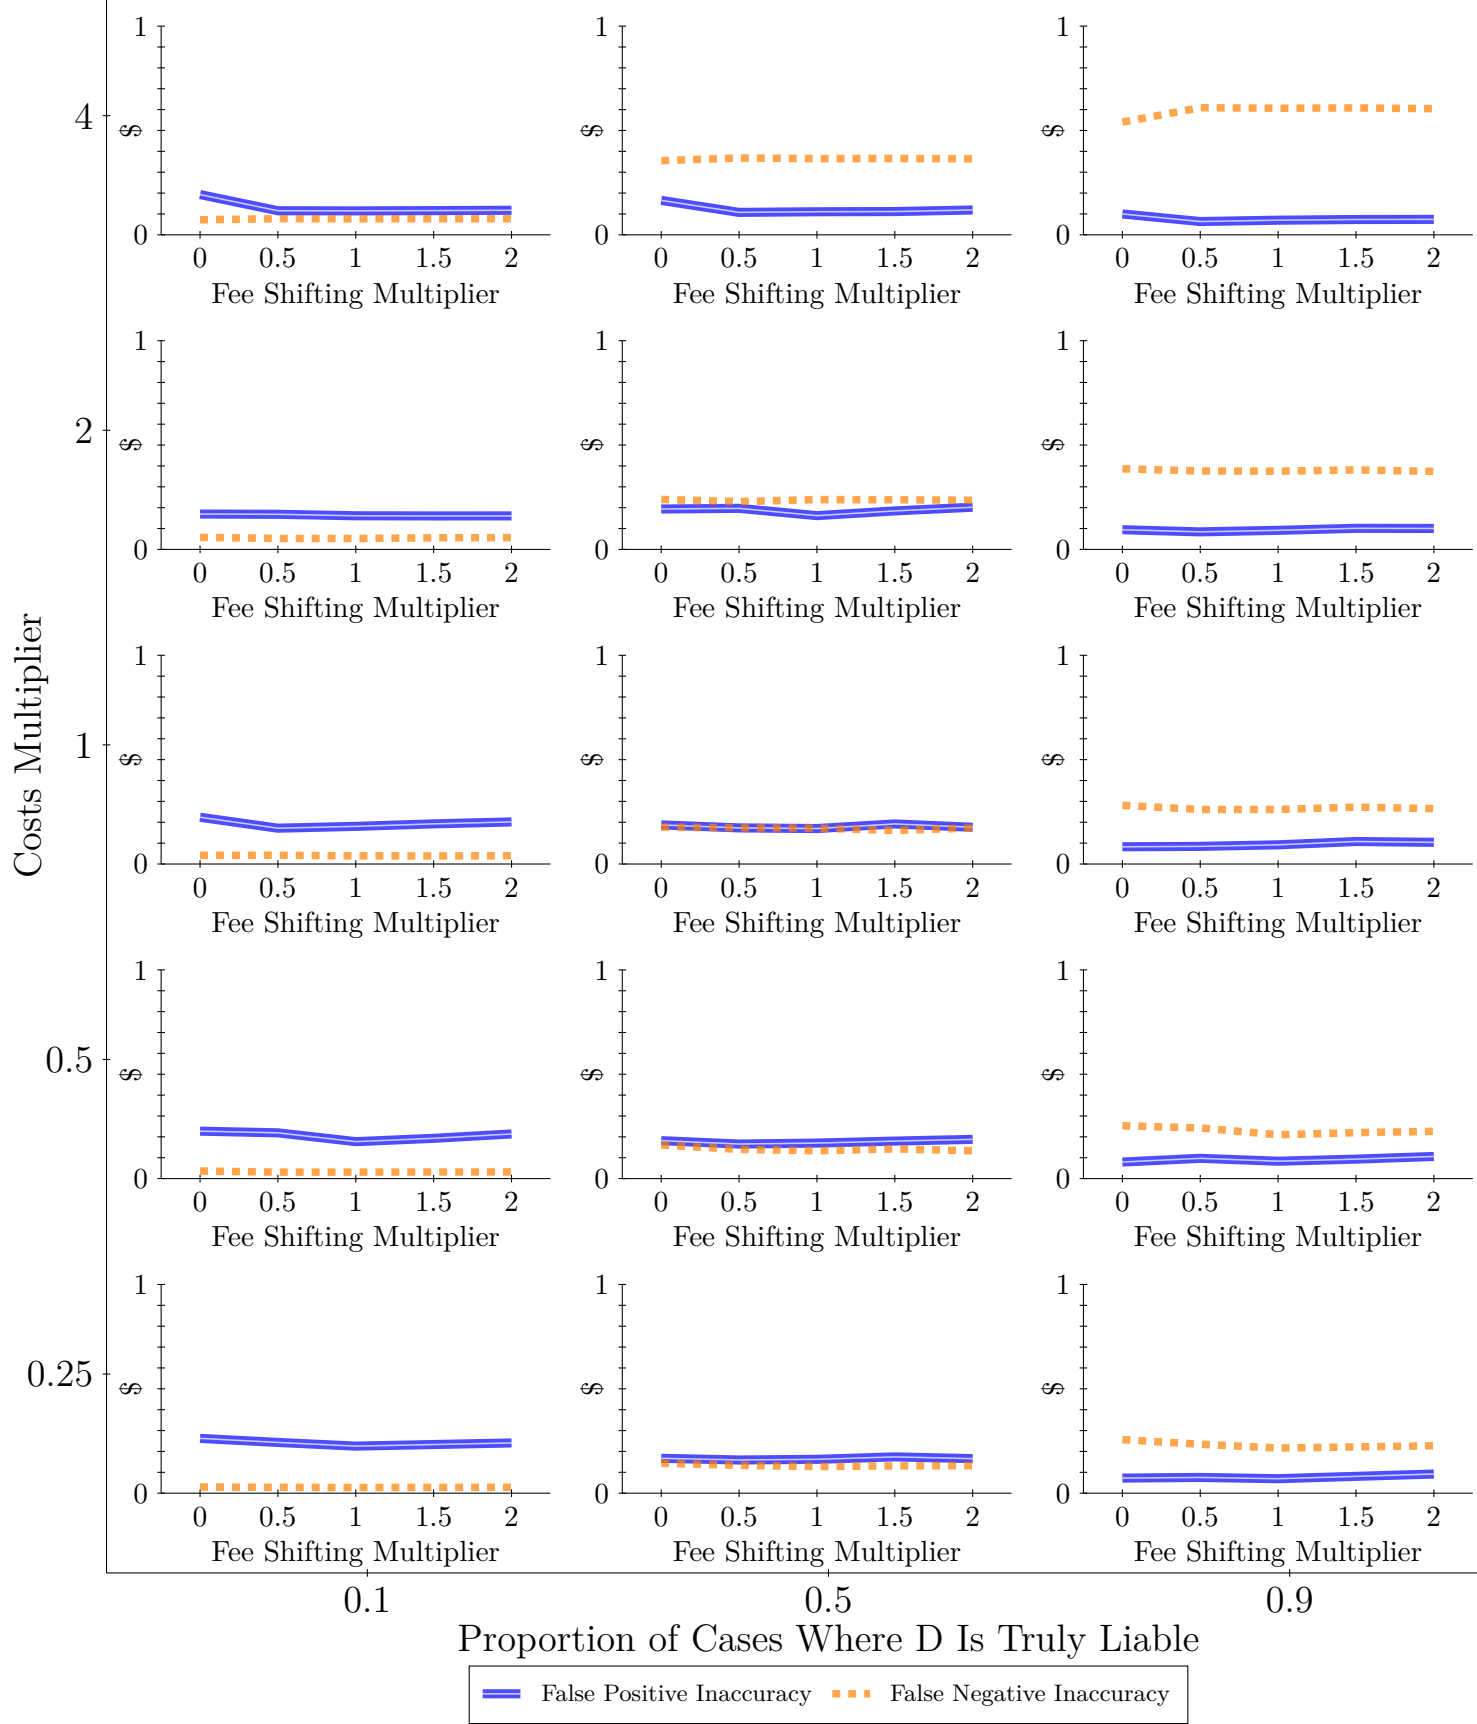 Costs Multiplier
4
1 $ 0
0 0.5 1 1.5 2
Fee Shifting Multiplier
1 $ 0
0 0.5 1 1.5 2
Fee Shifting Multiplier
1 $ 0
0 0.5 1 1.5 2
Fee Shifting Multiplier
2
1 $ 0
0 0.5 1 1.5 2
Fee Shifting Multiplier
1 $ 0
0 0.5 1 1.5 2
Fee Shifting Multiplier
1 $ 0
0 0.5 1 1.5 2
Fee Shifting Multiplier
1
1 $ 0
0 0.5 1 1.5 2
Fee Shifting Multiplier
1 $ 0
0 0.5 1 1.5 2
Fee Shifting Multiplier
1 $ 0
0 0.5 1 1.5 2
Fee Shifting Multiplier
0.5
1 $ 0
0 0.5 1 1.5 2
Fee Shifting Multiplier
1 $ 0
0 0.5 1 1.5 2
Fee Shifting Multiplier
1 $ 0
0 0.5 1 1.5 2
Fee Shifting Multiplier
0.25
1 $ 0
0 0.5 1 1.5 2
Fee Shifting Multiplier
1 $ 0
0 0.5 1 1.5 2
Fee Shifting Multiplier
1 $ 0
0 0.5 1 1.5 2
Fee Shifting Multiplier
0.1 0.5 0.9
Proportion of Cases Where D Is Truly Liable
False Positive Inaccuracy False Negative Inaccuracy